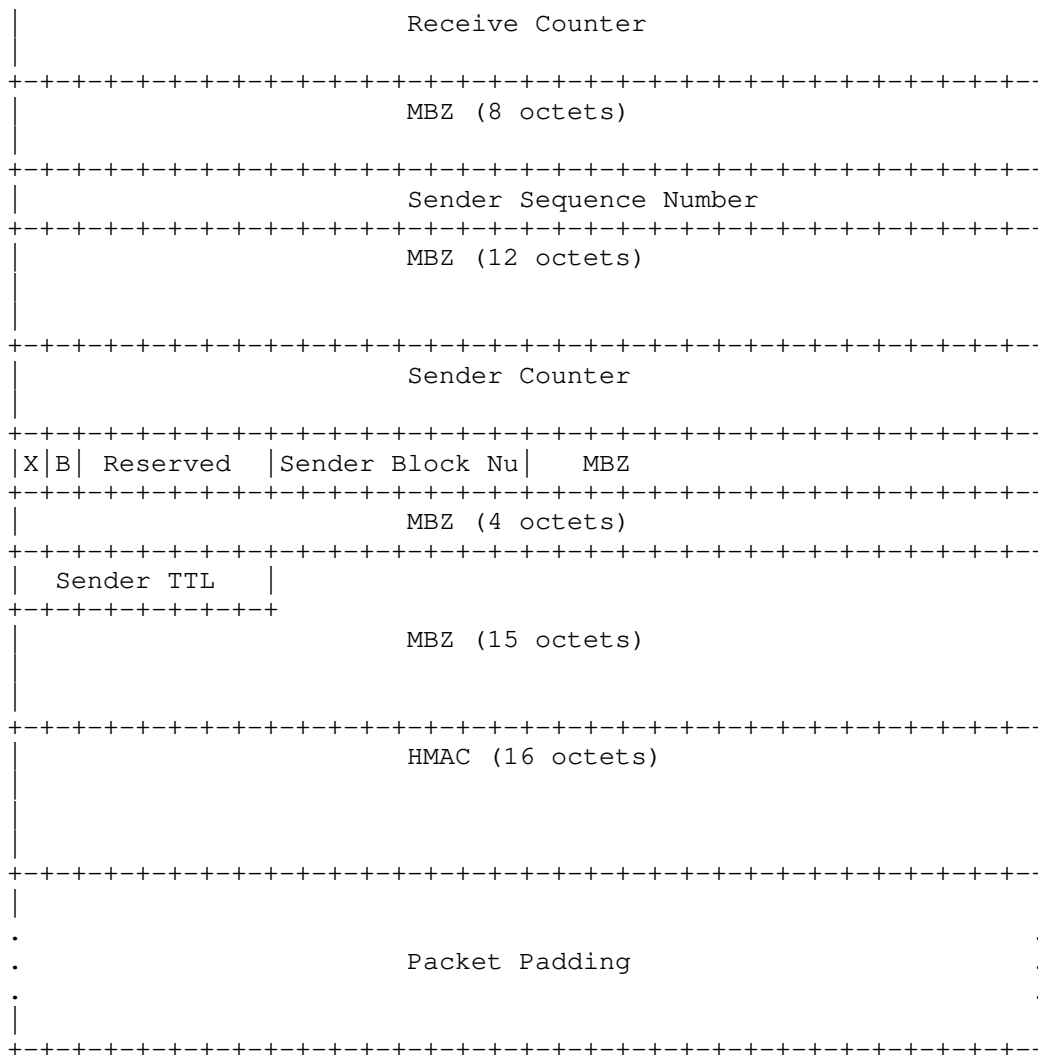 Receive Counter
MBZ (8 octets)
Sender Sequence Number
MBZ (12 octets)
Sender Counter
|X|B| Reserved |Sender Block Nu| MBZ
MBZ (4 octets)
| Sender TTL |
MBZ (15 octets)
HMAC (16 octets)
Packet Padding